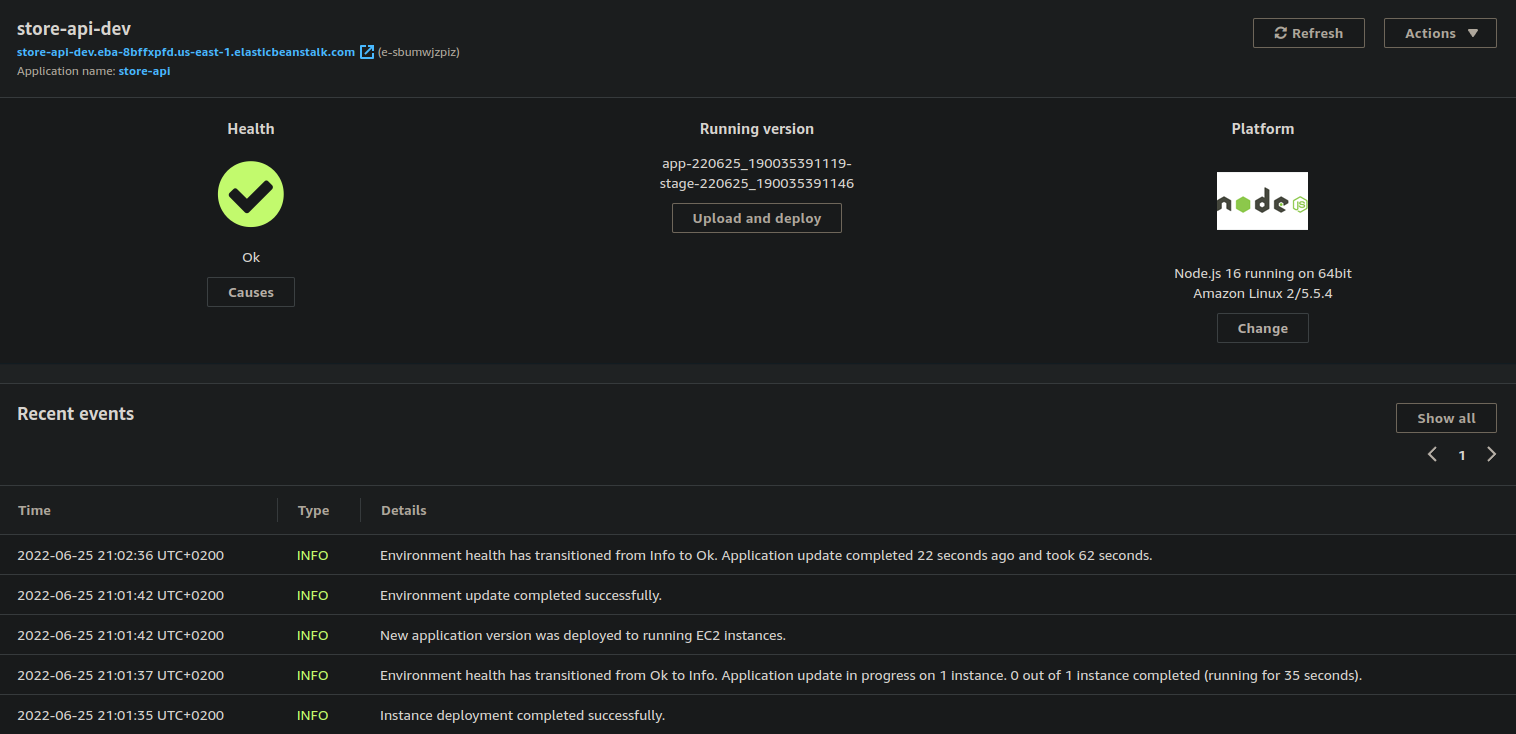 store-api-dev
store-api-dev.eba-8bffxpfd.us-east-1.elasticbeanstalk.com (e-sbumwjzpiz)
Application name: store-api
Refresh
Actions
Health
Ok
Causes
Running version
app-220625_190035391119-
stage-220625_190035391146
Upload and deploy
Platform
node JS
Node.js 16 running on 64bit
Amazon Linux 2/5.5.4
Change
Recent events
Show all
1
Time Type Details
2022-06-25 21:02:36 UTC+0200 INFO Environment health has transitioned from Info to Ok. Application update completed 22 seconds ago and took 62 seconds.
2022-06-25 21:01:42 UTC+0200 INFO Environment update completed successfully.
2022-06-25 21:01:42 UTC+0200 INFO New application version was deployed to running EC2 instances.
2022-06-25 21:01:37 UTC+0200 INFO Environment health has transitioned from Ok to Info. Application update in progress on 1 instance. 0 out of 1 instance completed (running for 35 seconds).
2022-06-25 21:01:35 UTC+0200 INFO Instance deployment completed successfully.